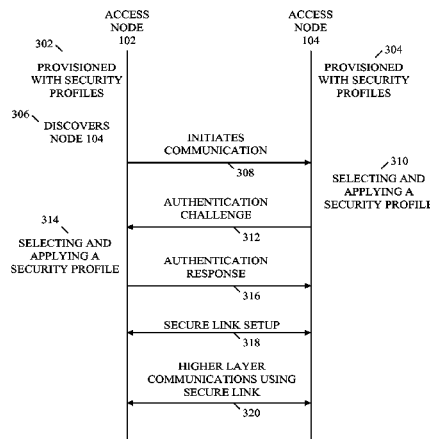 ACCESS
NODE
102
ACCESS
NODE
104
302
PROVISIONED
WITH SECURITY
PROFILES
304
PROVISIONED
WITH SECURITY
PROFILES
306
DISCOVERS
NODE 104
INITIATES
COMMUNICATION
308
310
SELECTING AND
APPLYING A
SECURITY PROFILE
AUTHENTICATION
CHALLENGE
312
314
SELECTING AND
APPLYING A
SECURITY PROFILE
AUTHENTICATION
RESPONSE
316
SECURE LINK SETUP
318
HIGHER LAYER
COMMUNICATIONS USING
SECURE LINK
320